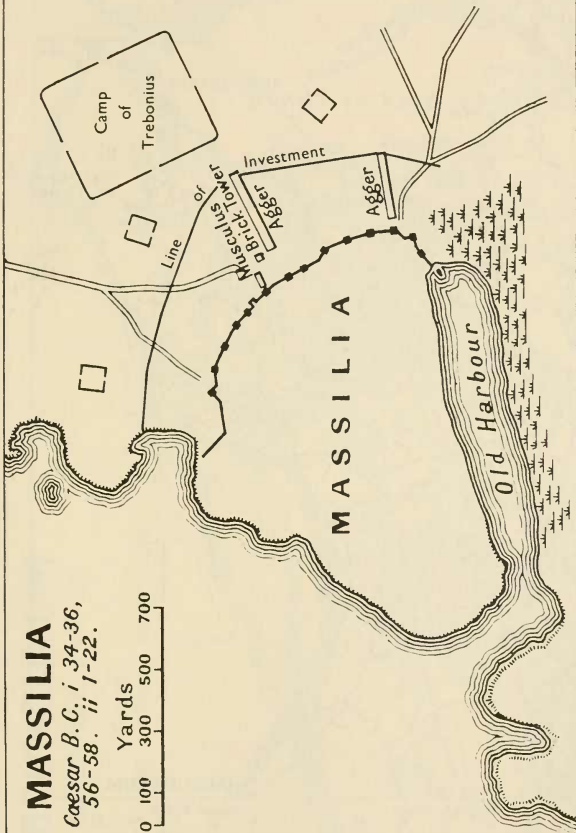 MASSILIA
Caesar B.C., i 34-36,
56-58. ii 1-22.
Yards
0 100 300 500 700
Camp
of
Trebonius
Line of Investment
Musculus
Brick Tower
Agger
Agger
MASSILIA
Old Harbour